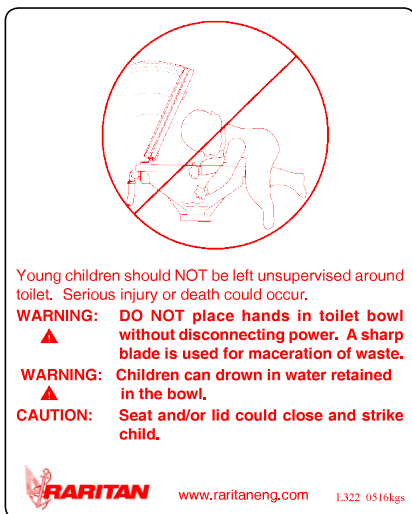 Young children should NOT be left unsupervised around
toilet. Serious injury or death could occur.
WARNING: DO NOT place hands in toilet bowl
without disconnecting power. A sharp
blade is used for maceration of waste.
WARNING: Children can drown in water retained
in the bowl.
CAUTION: Seat and/or lid could close and strike
child.
RARITAN www.raritaneng.com L322 0516kgs